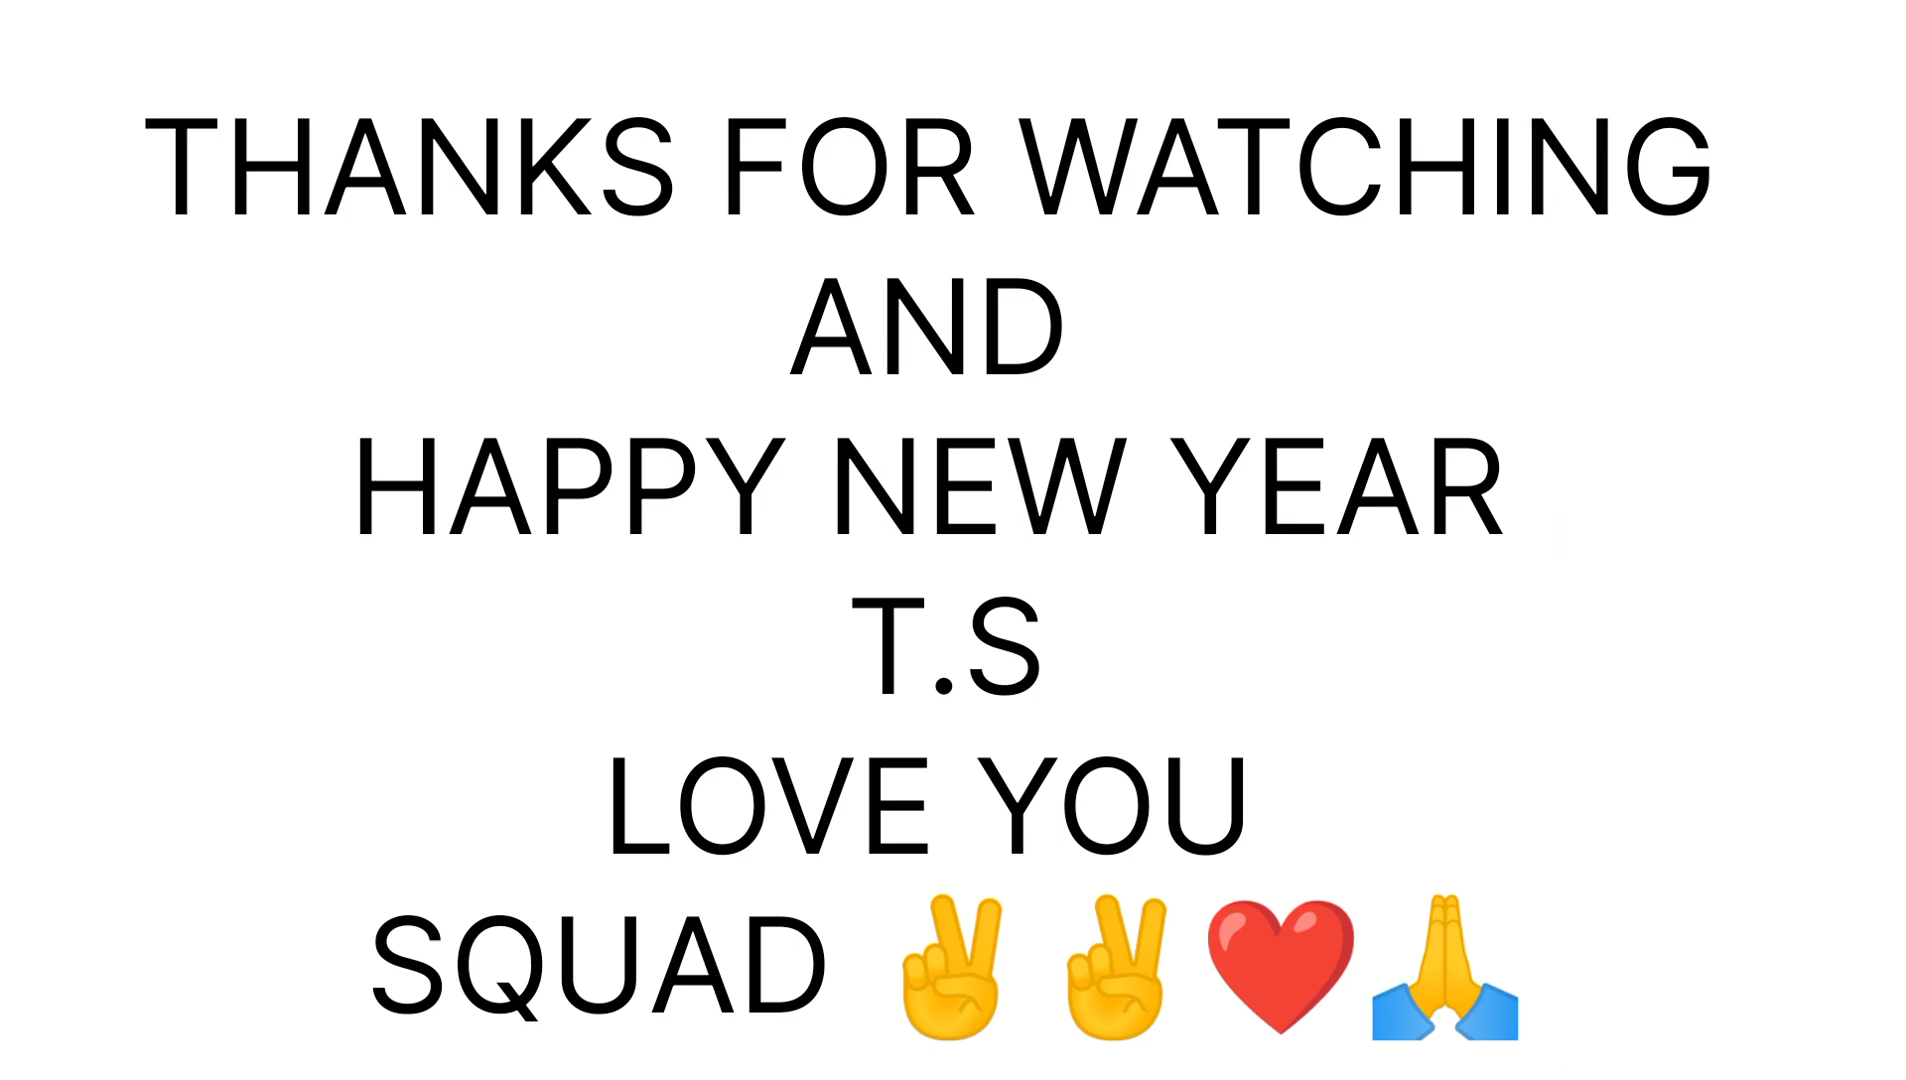 THANKS FOR WATCHING
AND
HAPPY NEW YEAR
T.S
LOVE YOU
SQUAD ✌️✌️❤️🙏